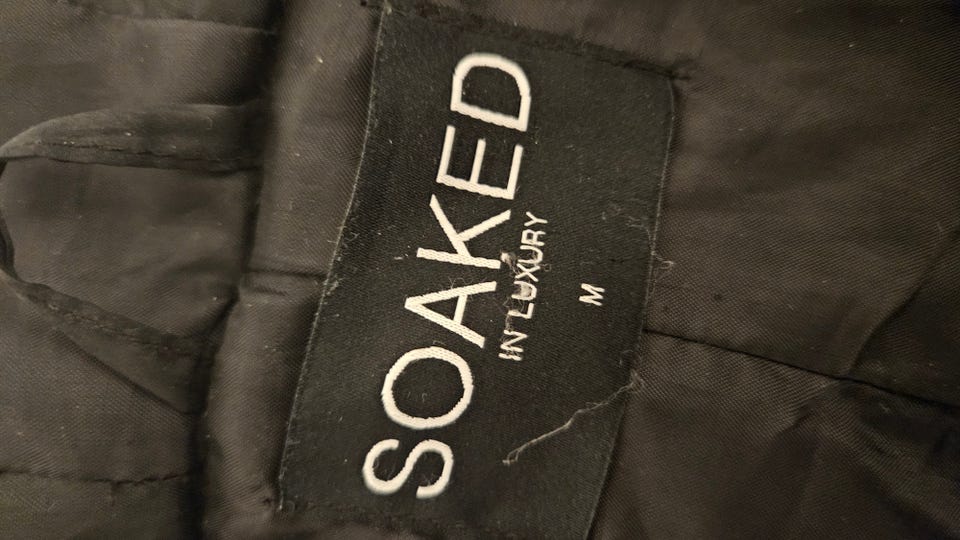 SOAKED
IN LUXURY
M